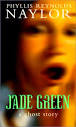 PHYLLIS REYNOLDS
NAYLOR
JADE GREEN
a ghost story